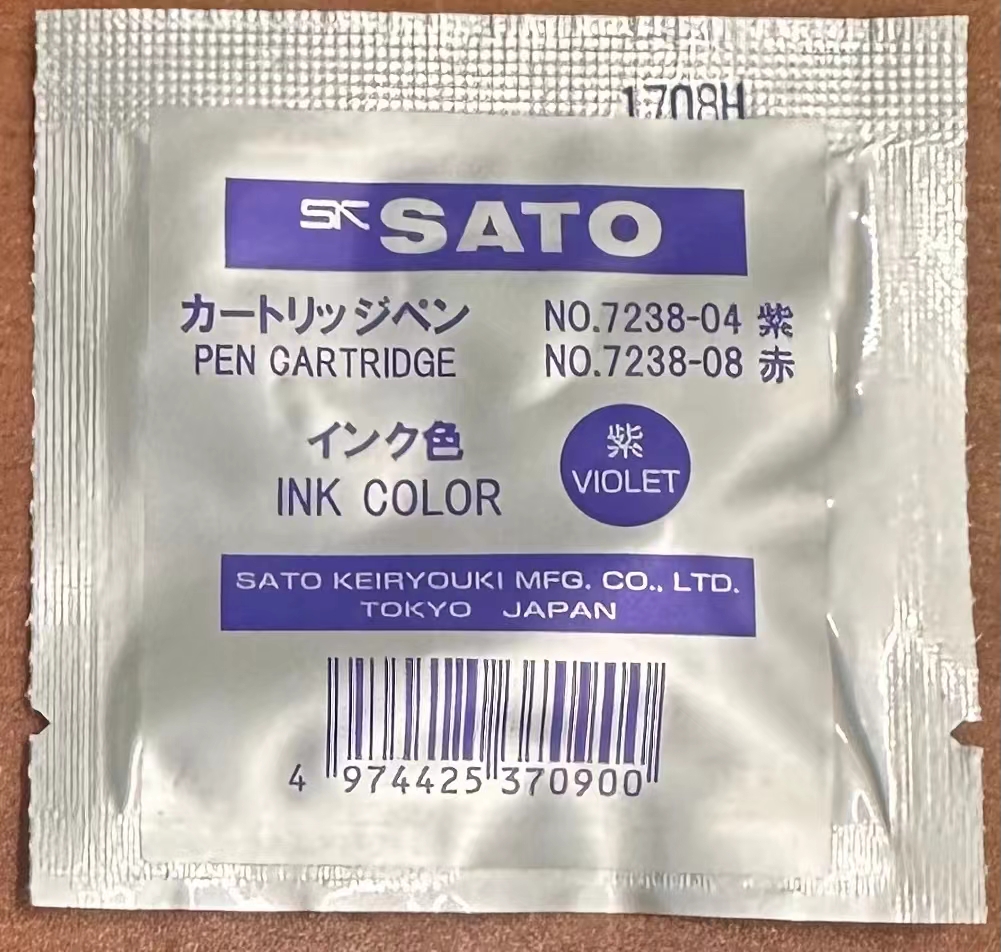 1708H
SK SATO
カートリッジペン NO.7238-04 紫
PEN CARTRIDGE NO.7238-08 赤
インク色
INK COLOR
紫
VIOLET
SATO KEIRYOUKI MFG. CO., LTD.
TOKYO JAPAN
4 974425 370900